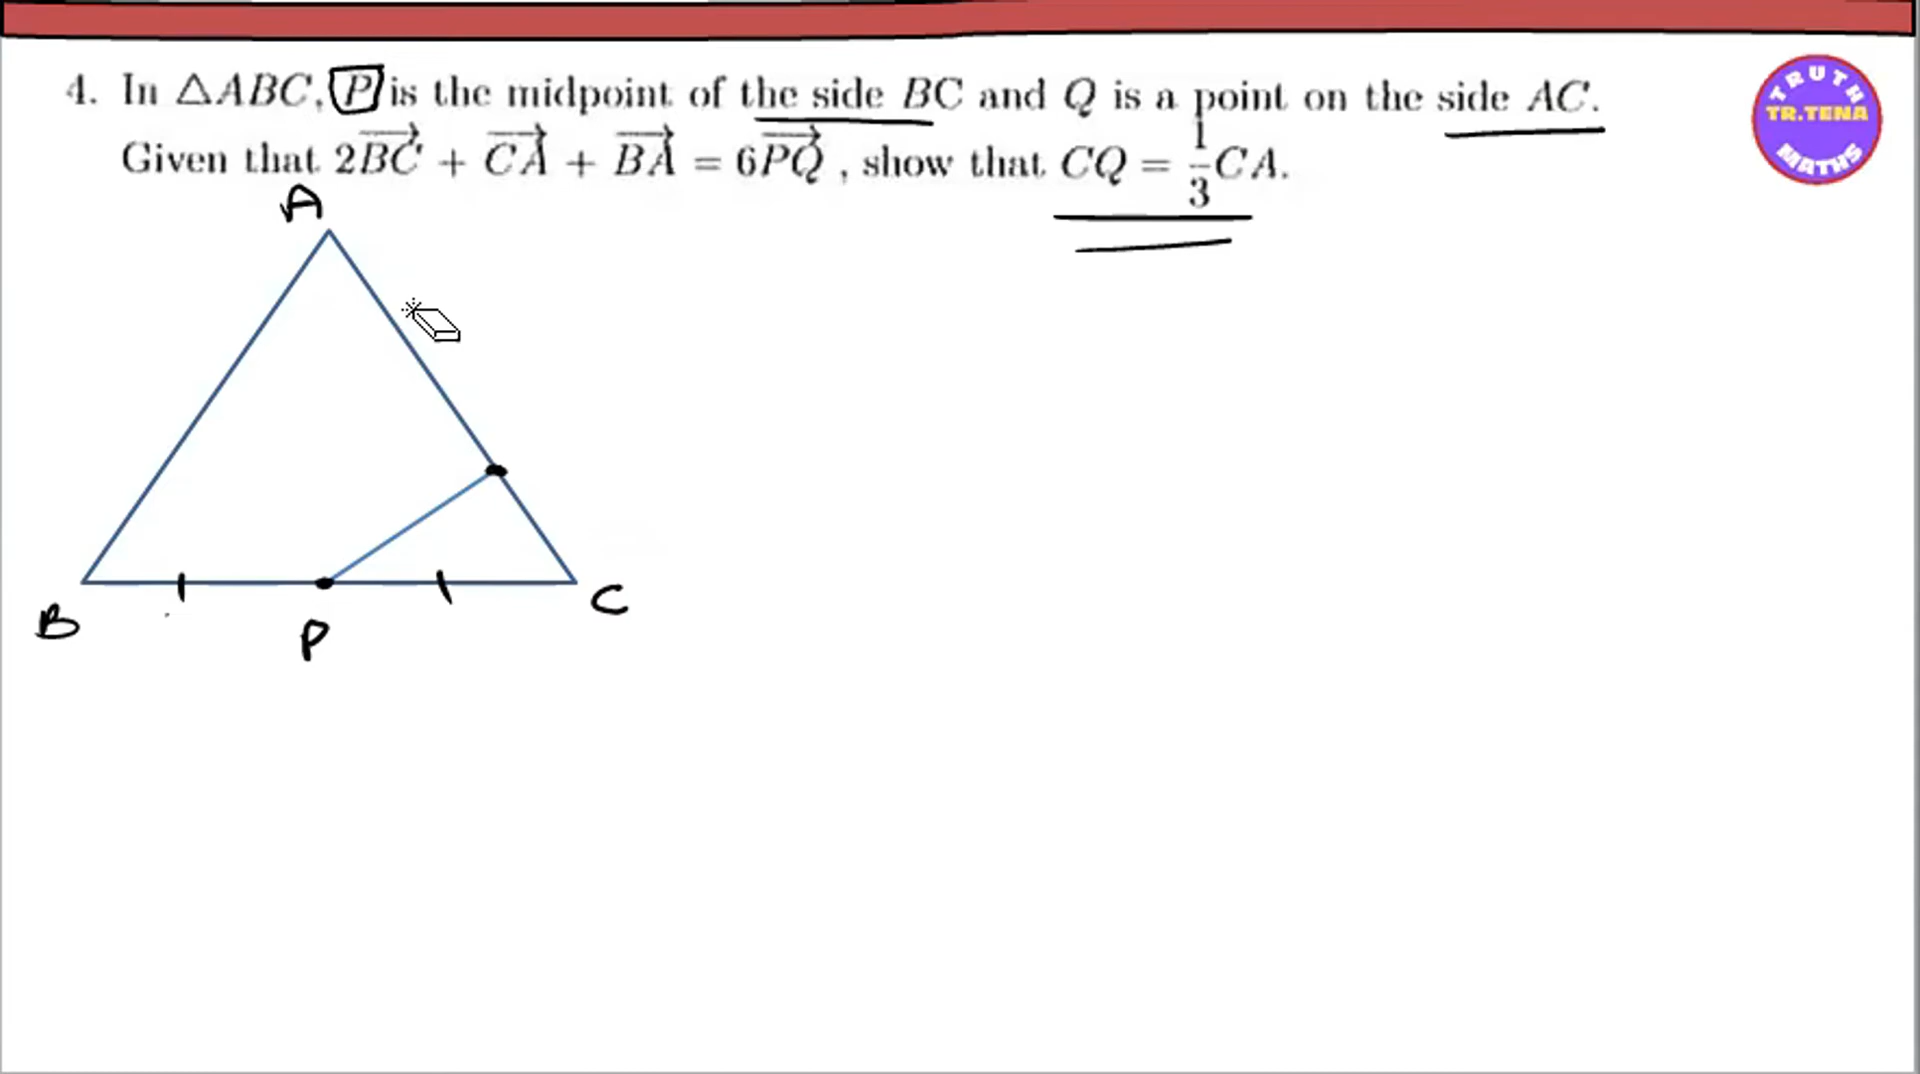 4. In △ABC, P is the midpoint of the side BC and Q is a point on the side AC.
Given that 2BC⃗ + CA⃗ + BA⃗ = 6PQ⃗ , show that CQ = 1/3 CA.
TRUTH
TR.TENA
MATHS
A
B
P
C